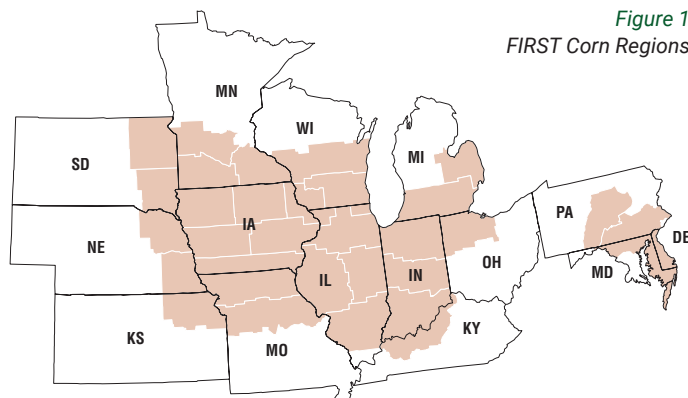 Figure 1
FIRST Corn Regions
MN
WI
MI
SD
PA
IA
DE
NE
OH
IL
IN
MD
KS
KY
MO